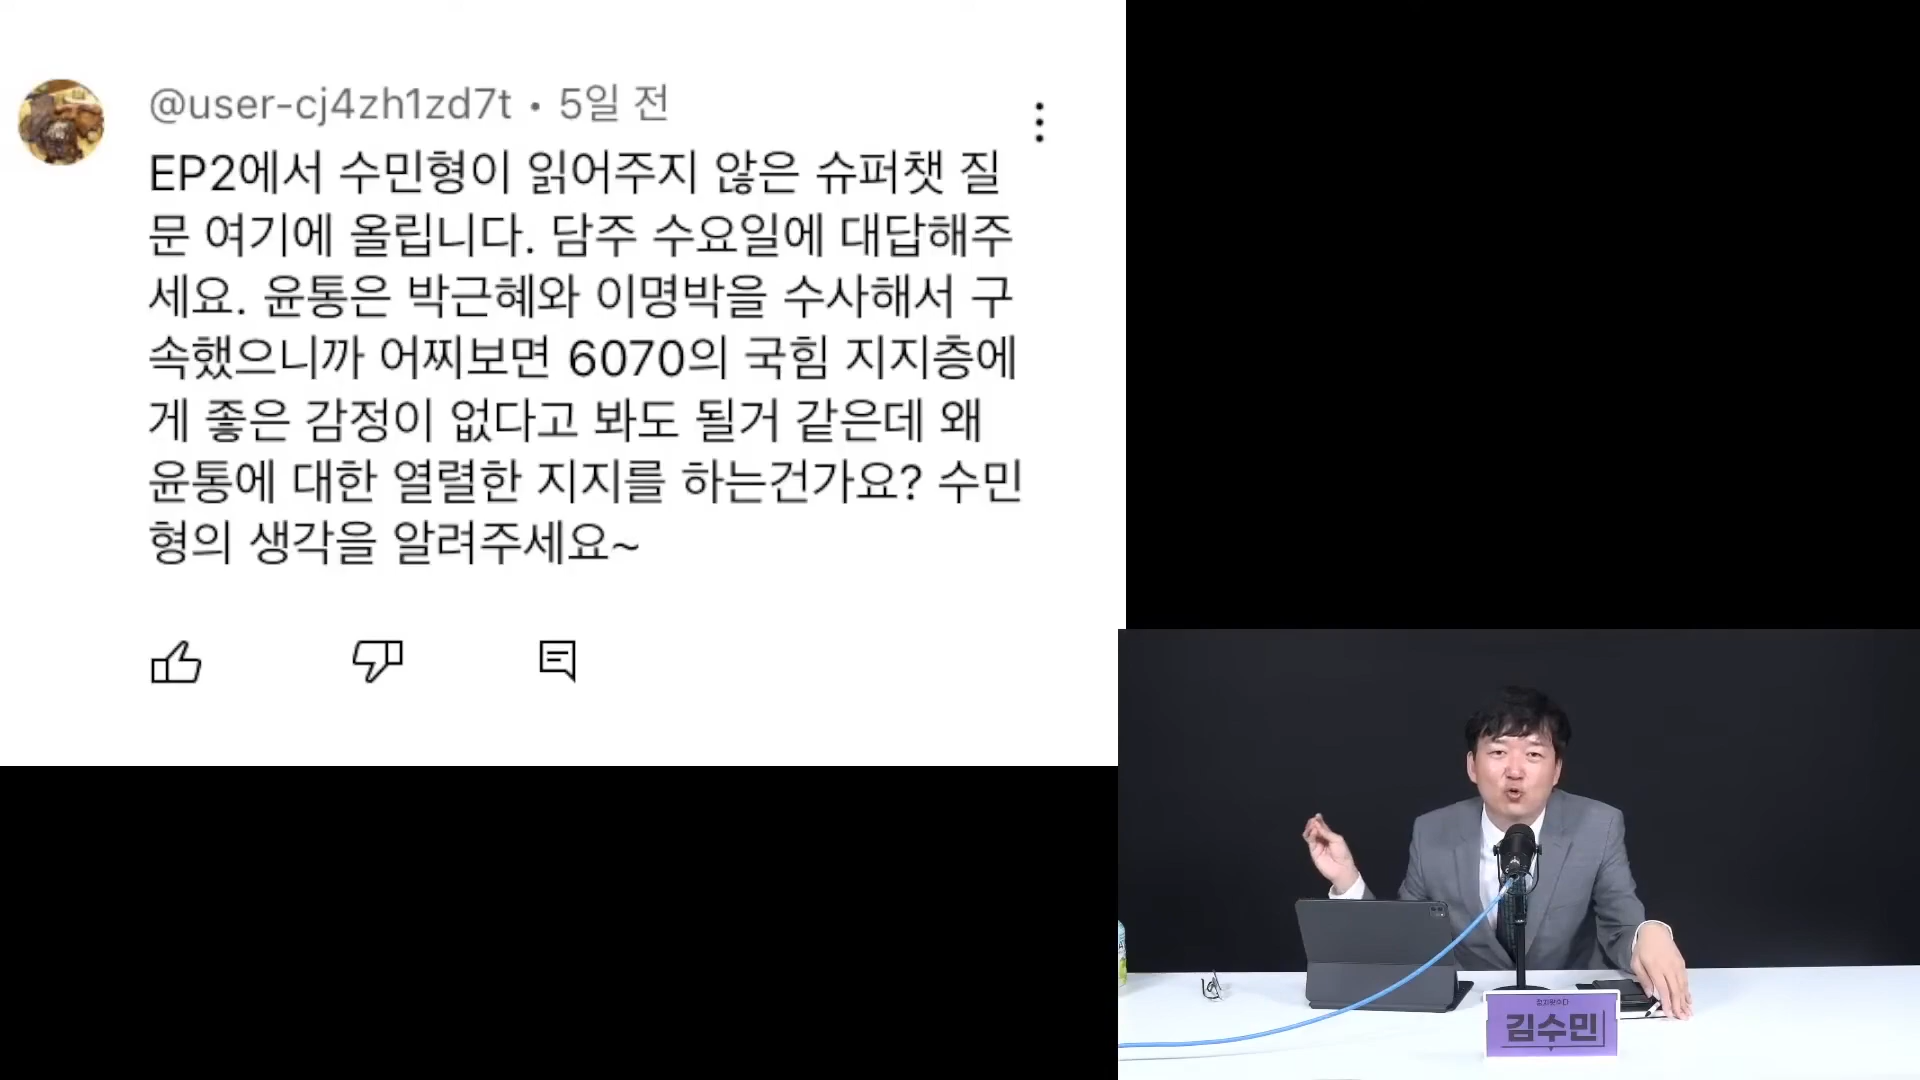 @user-cj4zh1zd7t • 5일 전
EP2에서 수민형이 읽어주지 않은 슈퍼챗 질
문 여기에 올립니다. 담주 수요일에 대답해주
세요. 윤통은 박근혜와 이명박을 수사해서 구
속했으니까 어찌보면 6070의 국힘 지지층에
게 좋은 감정이 없다고 봐도 될거 같은데 왜
윤통에 대한 열렬한 지지를 하는건가요? 수민
형의 생각을 알려주세요~
김수민